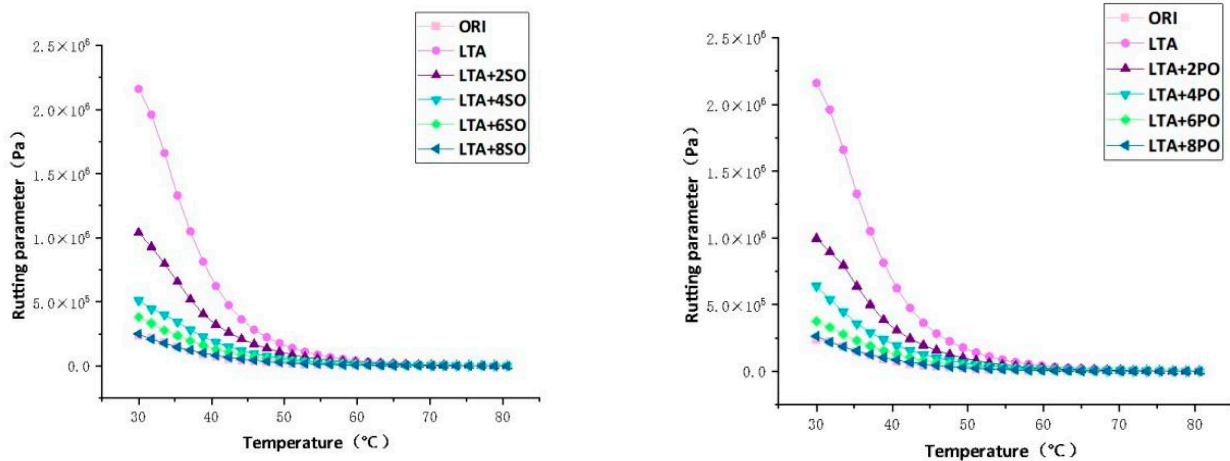 ORI
LTA
LTA+2SO
LTA+4SO
LTA+6SO
LTA+8SO
2.5×10⁶
2.0×10⁶
1.5×10⁶
1.0×10⁶
5.0×10⁵
0.0
Rutting parameter（Pa）
30 40 50 60 70 80
Temperature（°C）
ORI
LTA
LTA+2PO
LTA+4PO
LTA+6PO
LTA+8PO
2.5×10⁶
2.0×10⁶
1.5×10⁶
1.0×10⁶
5.0×10⁵
0.0
Rutting parameter（Pa）
30 40 50 60 70 80
Temperature（°C）